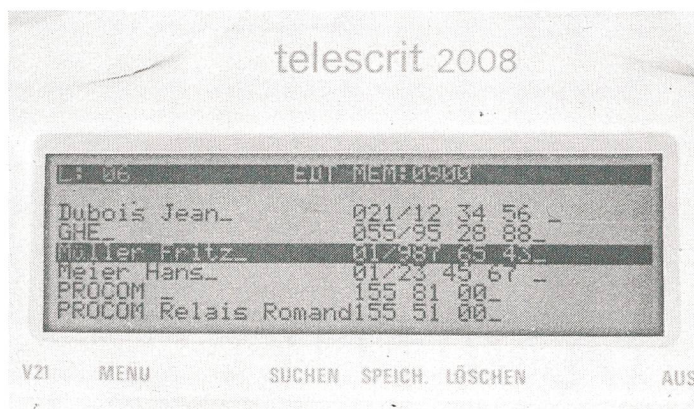 telescrit 2008
L: 06 EDT MEM:0900
Dubois Jean_ 021/12 34 56 _
GHE_ 055/95 28 88_
Müller Fritz_ 01/987 65 43_
Meier Hans_ 01/23 45 67 _
PROCOM _ 155 81 00_
PROCOM Relais Romand155 51 00_
V21 MENU SUCHEN SPEICH. LÖSCHEN AUS